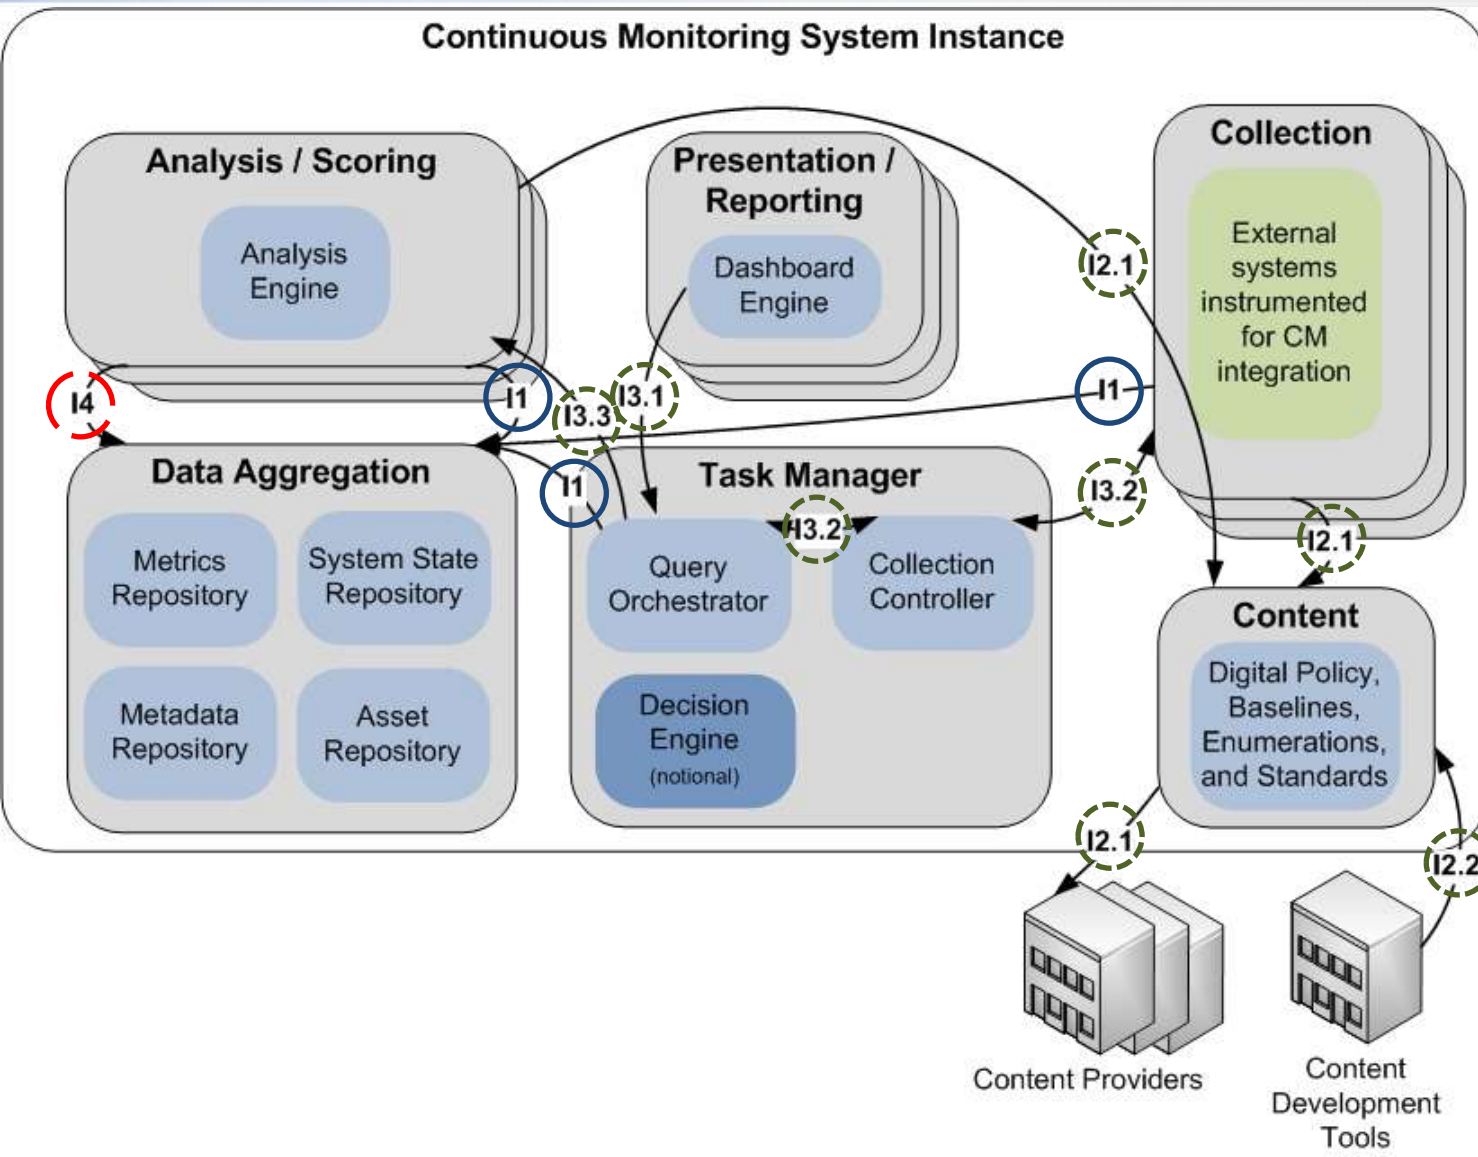 Continuous Monitoring System Instance
Analysis / Scoring
Analysis
Engine
Presentation /
Reporting
Dashboard
Engine
Collection
External
systems
instrumented
for CM
integration
I2.1
I4
I1
I3.3
I3.1
I1
I1
I3.2
I3.2
I2.1
Data Aggregation
Metrics
Repository
System State
Repository
Metadata
Repository
Asset
Repository
Task Manager
Query
Orchestrator
Collection
Controller
Decision
Engine
(notional)
Content
Digital Policy,
Baselines,
Enumerations,
and Standards
I2.1
I2.2
Content Providers
Content
Development
Tools